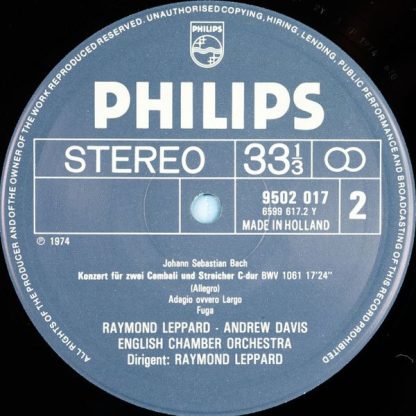 ALL RIGHTS OF THE PRODUCER AND OF THE OWNER OF THE WORK REPRODUCED RESERVED. UNAUTHORISED COPYING, HIRING, LENDING, PUBLIC PERFORMANCE AND BROADCASTING OF THIS RECORD PROHIBITED
PHILIPS
STEREO 33 1/3
9502 017
6599 617.2 Y
MADE IN HOLLAND
2
℗ 1974
Johann Sebastian Bach
Konzert für zwei Cembali und Streicher C-dur BWV 1061 17'24"
(Allegro)
Adagio ovvero Largo
Fuga
RAYMOND LEPPARD · ANDREW DAVIS
ENGLISH CHAMBER ORCHESTRA
Dirigent: RAYMOND LEPPARD